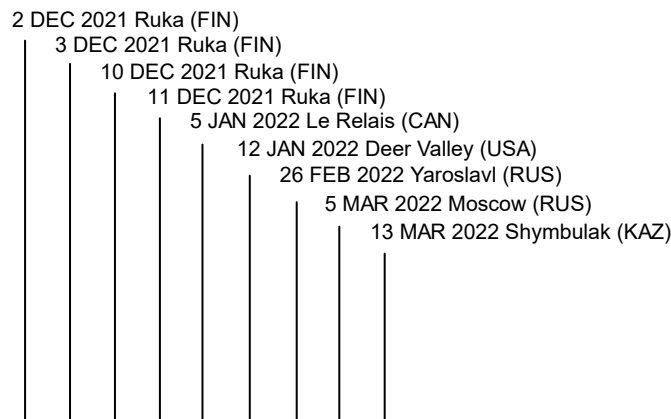 2 DEC 2021 Ruka (FIN)
3 DEC 2021 Ruka (FIN)
10 DEC 2021 Ruka (FIN)
11 DEC 2021 Ruka (FIN)
5 JAN 2022 Le Relais (CAN)
12 JAN 2022 Deer Valley (USA)
26 FEB 2022 Yaroslavl (RUS)
5 MAR 2022 Moscow (RUS)
13 MAR 2022 Shymbulak (KAZ)